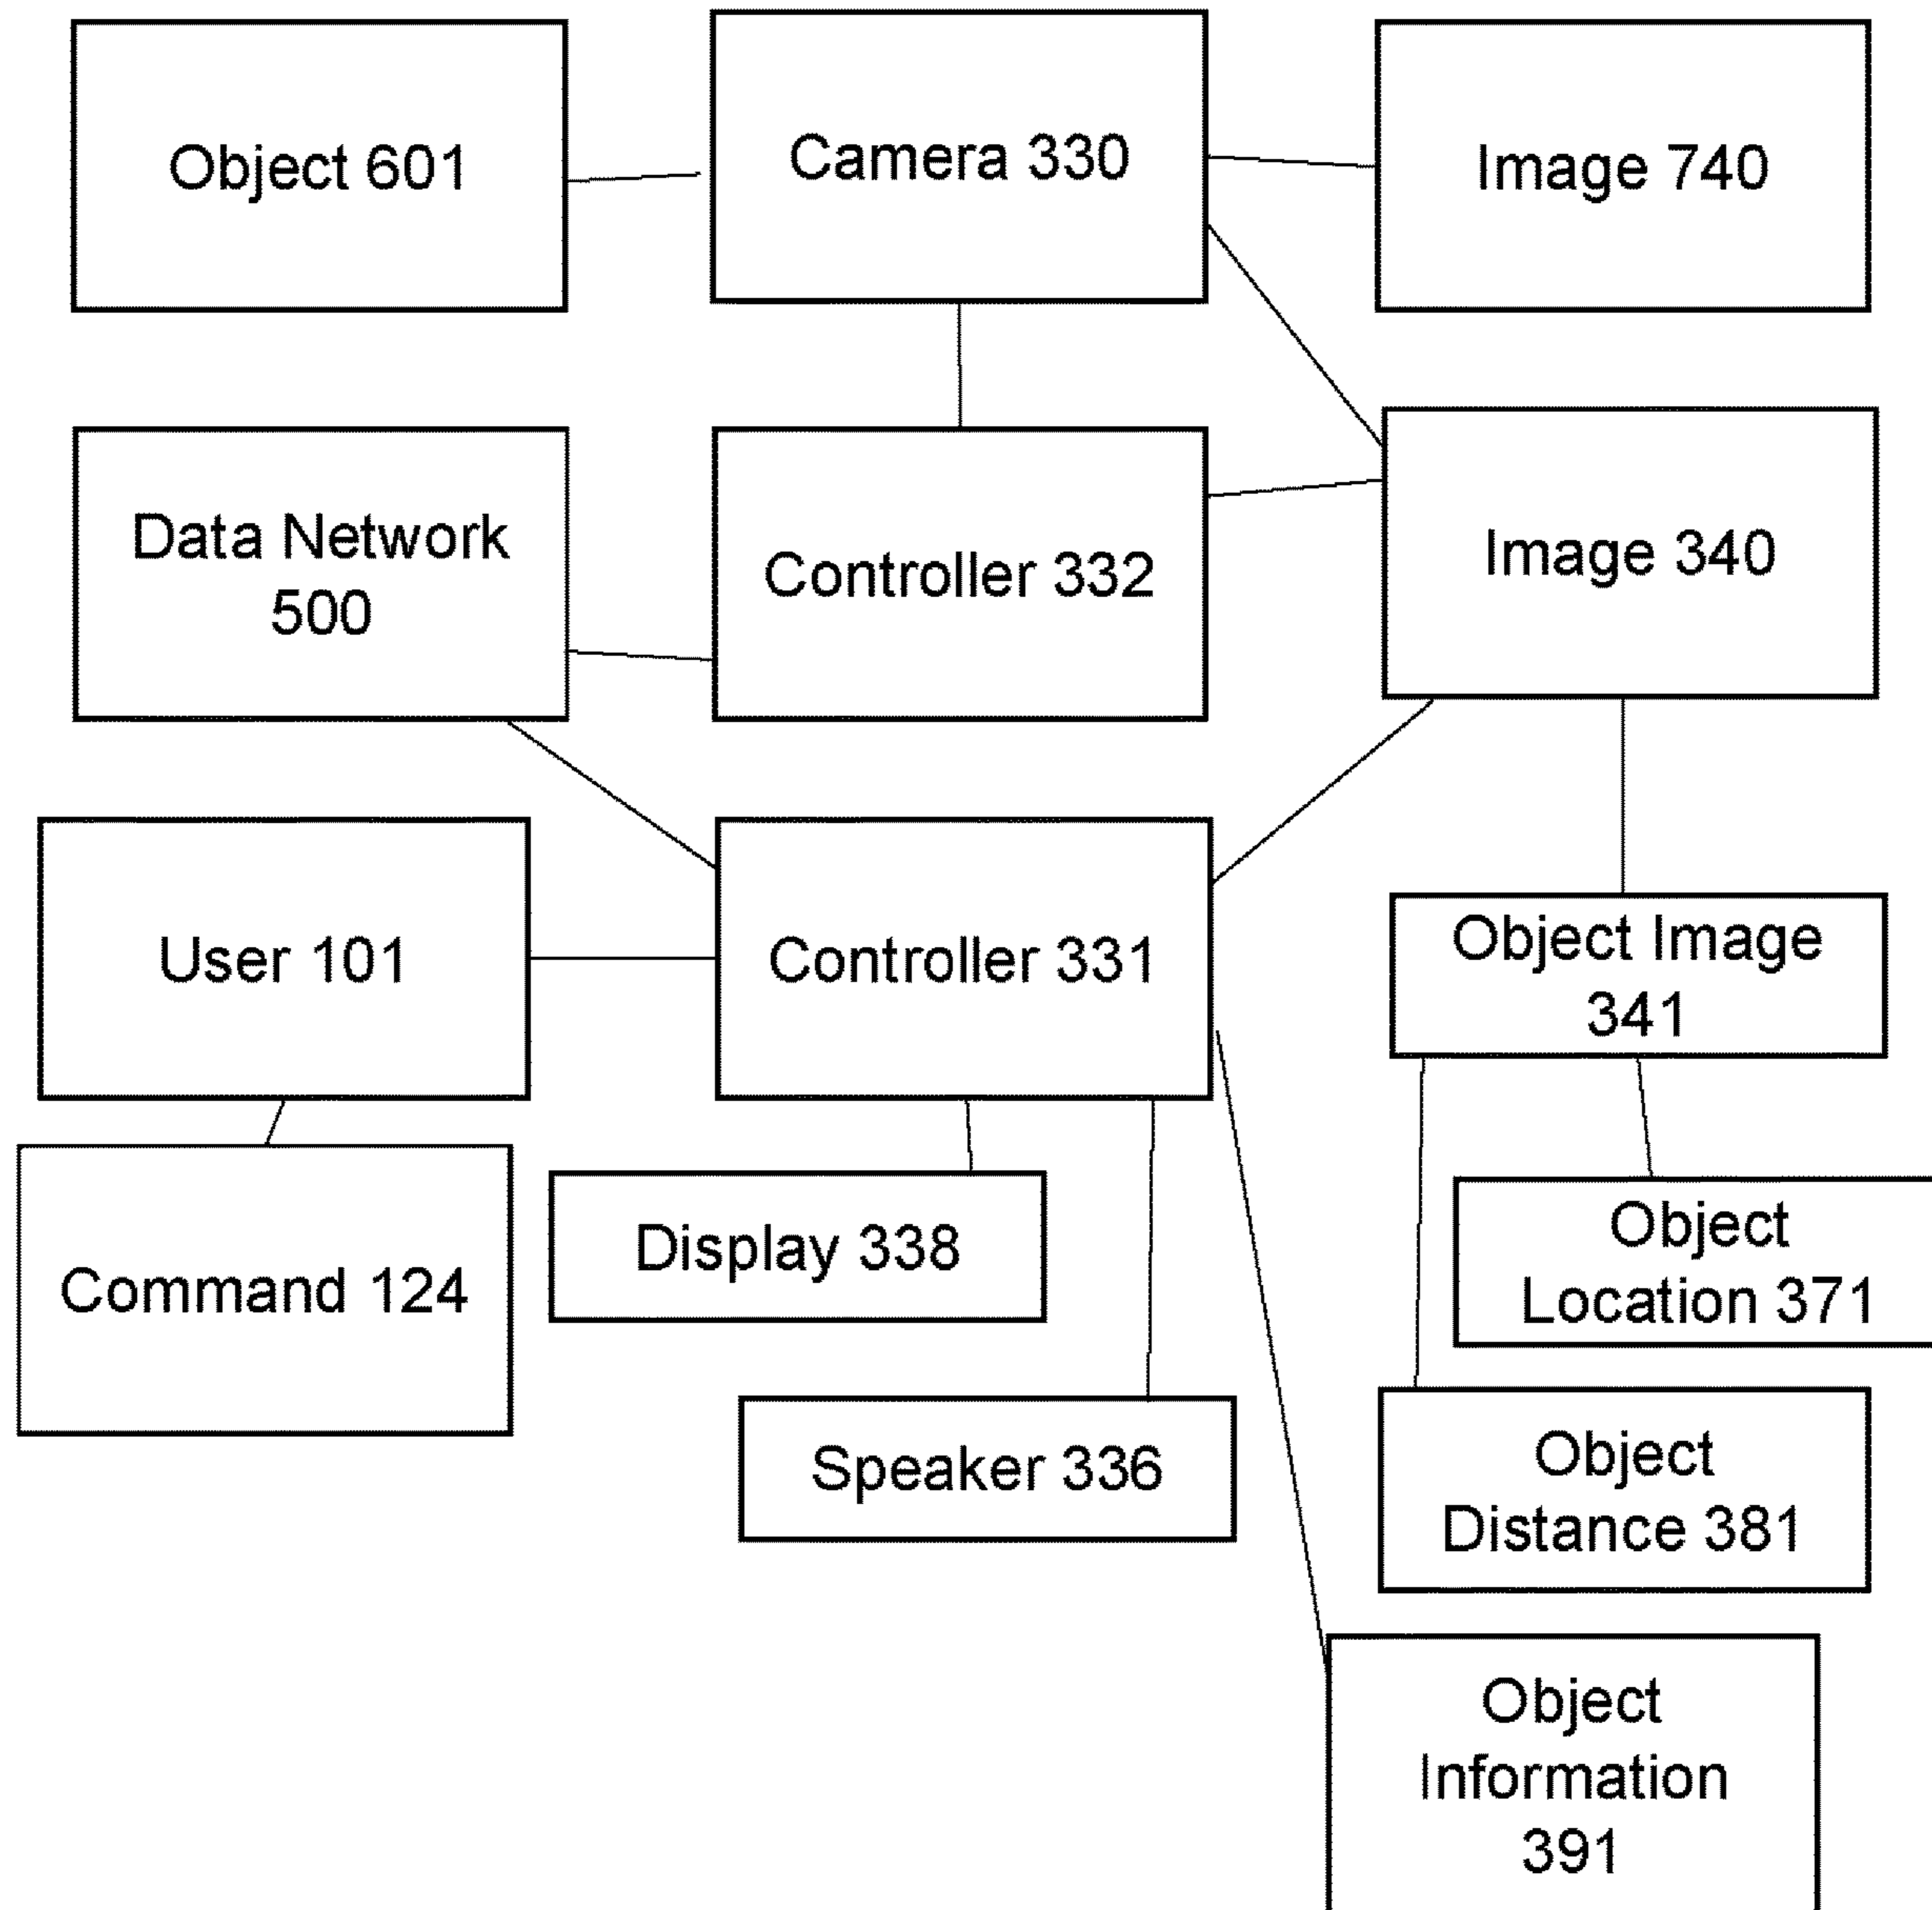 Object 601
Camera 330
Image 740
Data Network
500
Controller 332
Image 340
User 101
Controller 331
Object Image
341
Command 124
Display 338
Object
Location 371
Speaker 336
Object
Distance 381
Object
Information
391